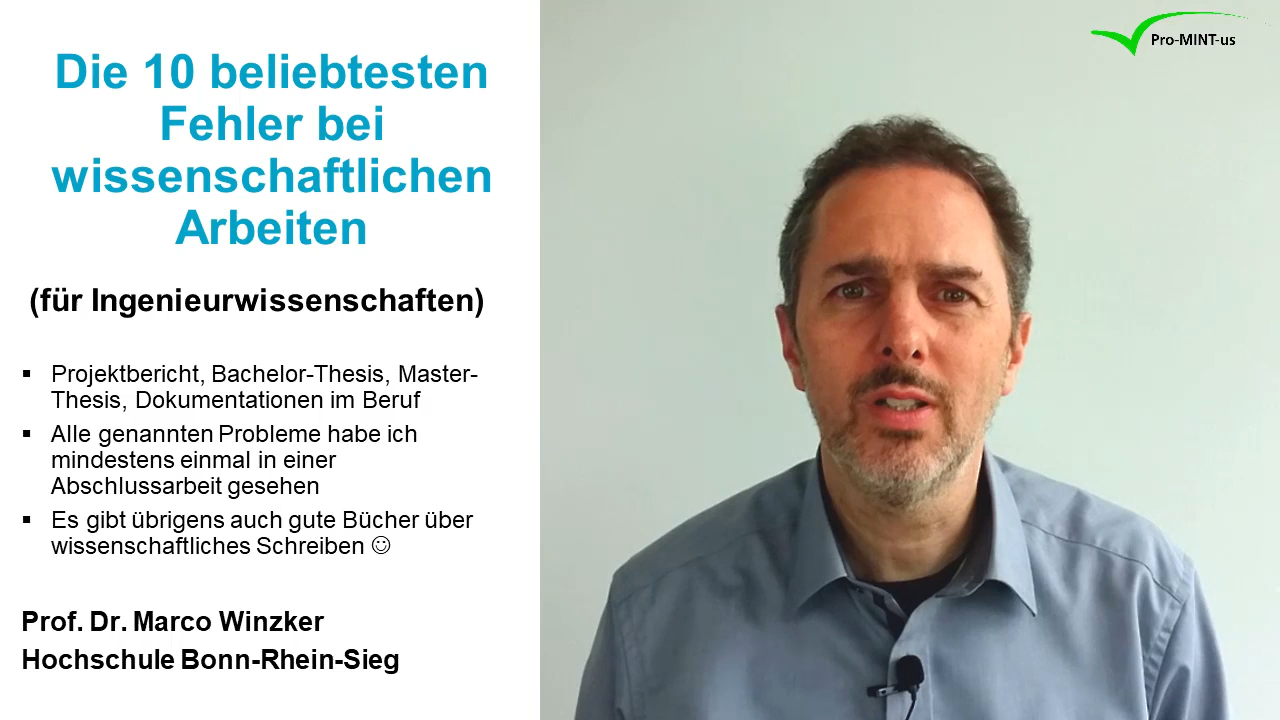 Die 10 beliebtesten
Fehler bei
wissenschaftlichen
Arbeiten
(für Ingenieurwissenschaften)
▪ Projektbericht, Bachelor-Thesis, Master-
Thesis, Dokumentationen im Beruf
▪ Alle genannten Probleme habe ich
mindestens einmal in einer
Abschlussarbeit gesehen
▪ Es gibt übrigens auch gute Bücher über
wissenschaftliches Schreiben ☺
Prof. Dr. Marco Winzker
Hochschule Bonn-Rhein-Sieg
Pro-MINT-us